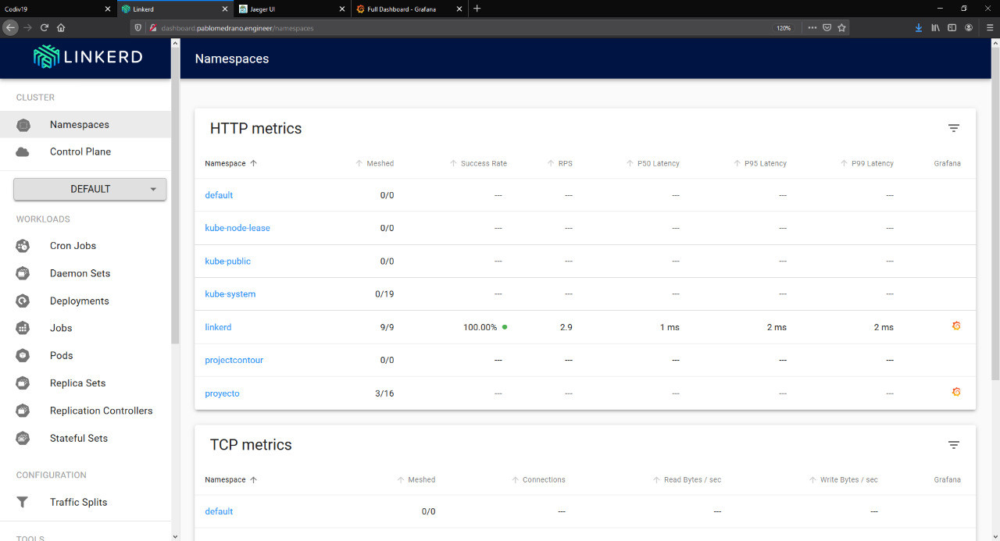 Codiv19
Linkerd
Jaeger UI
Full Dashboard - Grafana
dashboard.pablomedrano.engineer/namespaces
120%
LINKERD
Namespaces
CLUSTER
Namespaces
Control Plane
DEFAULT
WORKLOADS
Cron Jobs
Daemon Sets
Deployments
Jobs
Pods
Replica Sets
Replication Controllers
Stateful Sets
CONFIGURATION
Traffic Splits
TOOLS
HTTP metrics
Namespace Meshed Success Rate RPS P50 Latency P95 Latency P99 Latency Grafana
default 0/0 --- --- --- --- ---
kube-node-lease 0/0 --- --- --- --- ---
kube-public 0/0 --- --- --- --- ---
kube-system 0/19 --- --- --- --- ---
linkerd 9/9 100.00% 2.9 1 ms 2 ms 2 ms
projectcontour 0/0 --- --- --- --- ---
proyecto 3/16 --- --- --- --- ---
TCP metrics
Namespace Meshed Connections Read Bytes / sec Write Bytes / sec Grafana
default 0/0 --- --- ---